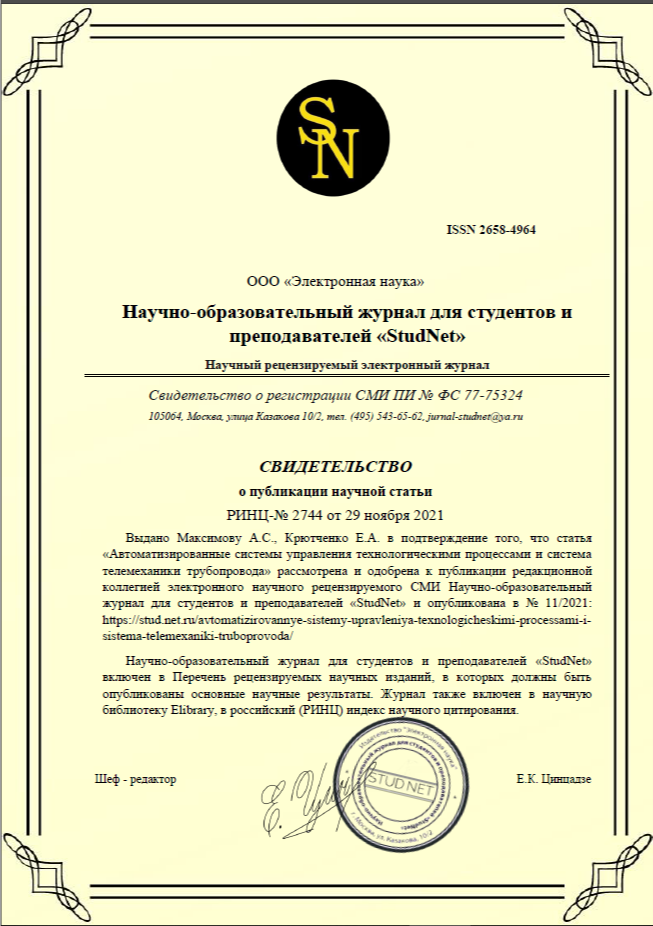 SN
ISSN 2658-4964
ООО «Электронная наука»
Научно-образовательный журнал для студентов и
преподавателей «StudNet»
Научный рецензируемый электронный журнал
Свидетельство о регистрации СМИ ПИ № ФС 77-75324
105064, Москва, улица Казакова 10/2, тел. (495) 543-65-62, jurnal-studnet@ya.ru
СВИДЕТЕЛЬСТВО
о публикации научной статьи
РИНЦ-№ 2744 от 29 ноября 2021
Выдано Максимову А.С., Крютченко Е.А. в подтверждение того, что статья
«Автоматизированные системы управления технологическими процессами и система
телемеханики трубопровода» рассмотрена и одобрена к публикации редакционной
коллегией электронного научного рецензируемого СМИ Научно-образовательный
журнал для студентов и преподавателей «StudNet» и опубликована в № 11/2021:
https://stud.net.ru/avtomatizirovannye-sistemy-upravleniya-texnologicheskimi-processami-i-
sistema-telemexaniki-truboprovoda/
Научно-образовательный журнал для студентов и преподавателей «StudNet»
включен в Перечень рецензируемых научных изданий, в которых должны быть
опубликованы основные научные результаты. Журнал также включен в научную
библиотеку Elibrary, в российский (РИНЦ) индекс научного цитирования.
Шеф - редактор
Е.К. Цинцадзе
Издательство "Электронная наука"
Научно-образовательный журнал для студентов и преподавателей «StudNet»
STUD NET
г. Москва, ул. Казакова, 10/2